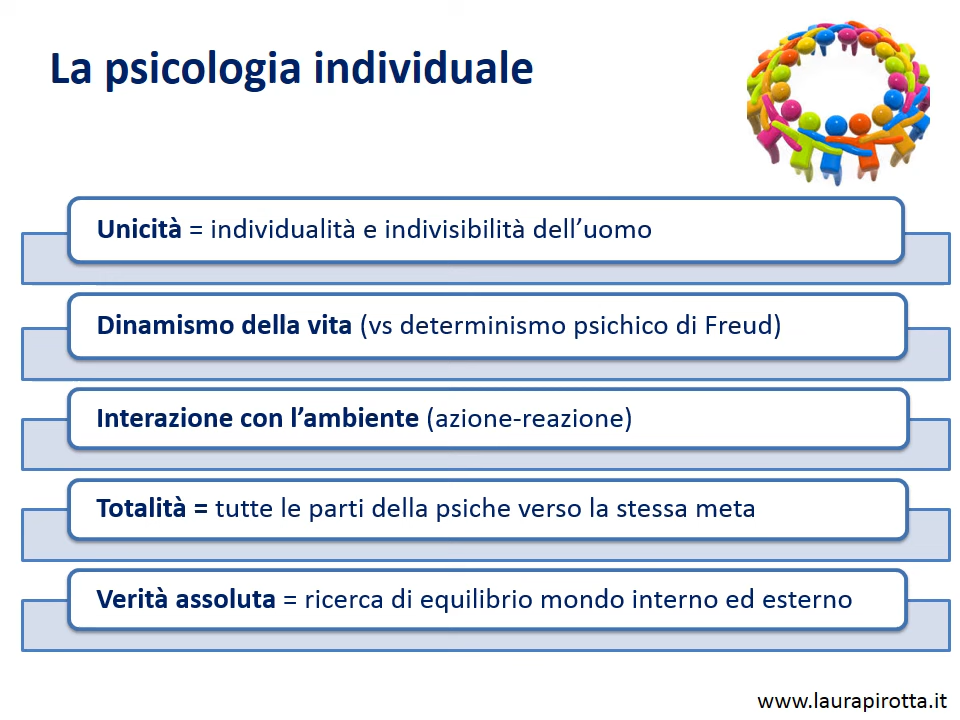 La psicologia individuale
Unicità = individualità e indivisibilità dell’uomo
Dinamismo della vita (vs determinismo psichico di Freud)
Interazione con l’ambiente (azione-reazione)
Totalità = tutte le parti della psiche verso la stessa meta
Verità assoluta = ricerca di equilibrio mondo interno ed esterno
www.laurapirotta.it